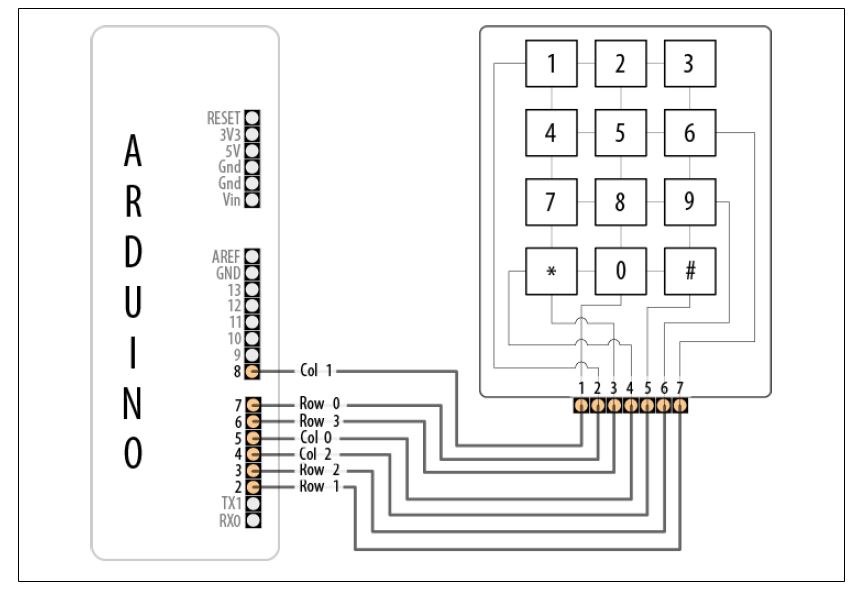 ARDUINO
RESET
3V3
5V
Gnd
Gnd
Vin
AREF
GND
13
12
11
10
9
8 Col 1
7 Row 0
6 Row 3
5 Col 0
4 Col 2
3 Row 2
2 Row 1
TX1
RX0
1 2 3
4 5 6
7 8 9
* 0 #
1 2 3 4 5 6 7